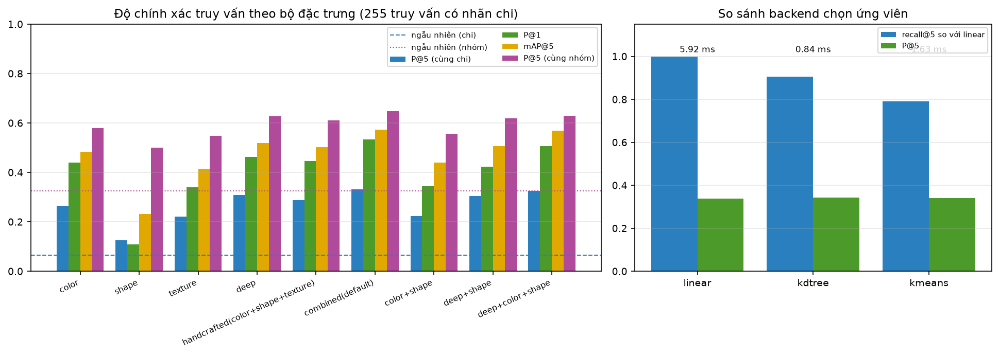 Độ chính xác truy vấn theo bộ đặc trưng (255 truy vấn có nhãn chi)
1.0
0.8
0.6
0.4
0.2
0.0
ngẫu nhiên (chi)
ngẫu nhiên (nhóm)
P@5 (cùng chi)
P@1
mAP@5
P@5 (cùng nhóm)
color
shape
texture
deep
handcrafted(color+shape+texture)
combined(default)
color+shape
deep+shape
deep+color+shape
So sánh backend chọn ứng viên
recall@5 so với linear
P@5
5.92 ms
0.84 ms
1.63 ms
1.0
0.8
0.6
0.4
0.2
0.0
linear
kdtree
kmeans